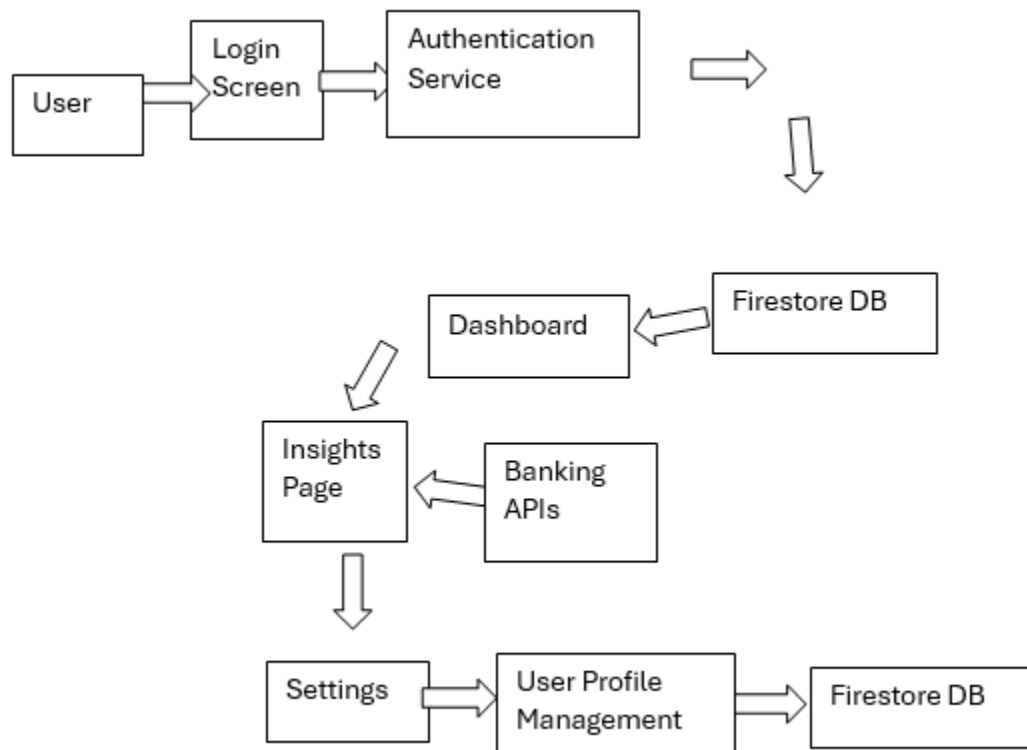 User
Login
Screen
Authentication
Service
Firestore DB
Dashboard
Insights
Page
Banking
APIs
Settings
User Profile
Management
Firestore DB